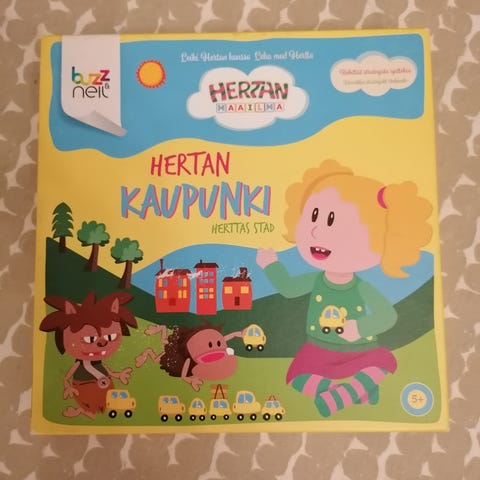 buzz
& neil
Leiki Hertan kanssa Leka med Hertta
HERTAN
MAAILMA
HERTAN
KAUPUNKI
HERTTAS STAD
5+